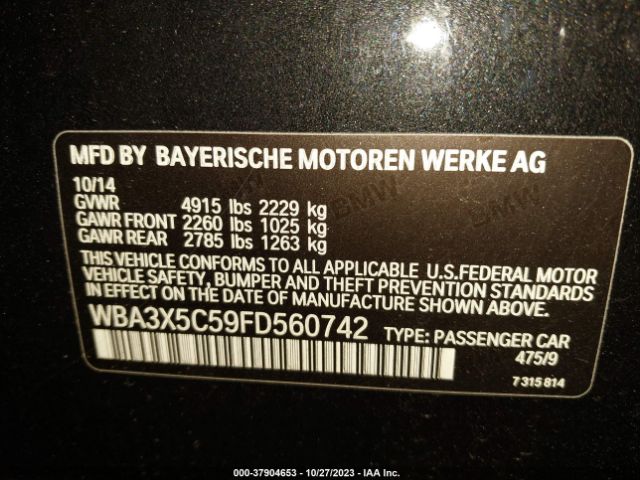 MFD BY BAYERISCHE MOTOREN WERKE AG
10/14
GVWR 4915 lbs 2229 kg
GAWR FRONT 2260 lbs 1025 kg
GAWR REAR 2785 lbs 1263 kg
THIS VEHICLE CONFORMS TO ALL APPLICABLE U.S.FEDERAL MOTOR
VEHICLE SAFETY, BUMPER AND THEFT PREVENTION STANDARDS
IN EFFECT ON THE DATE OF MANUFACTURE SHOWN ABOVE.
WBA3X5C59FD560742 TYPE: PASSENGER CAR
475/9
7 315 814
000-37904653 - 10/27/2023 - IAA Inc.